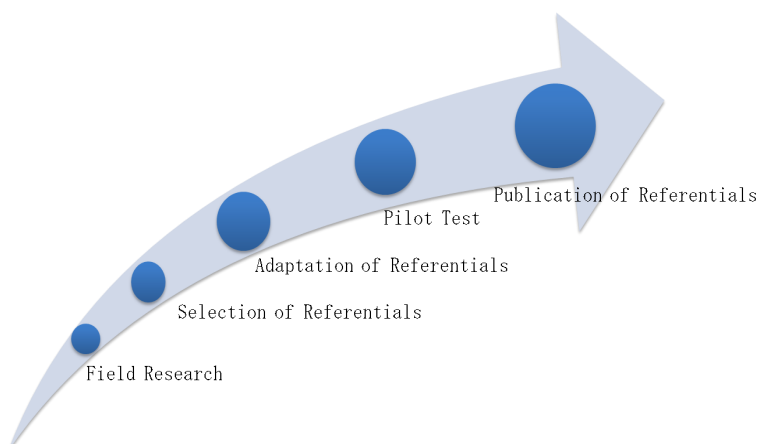 Publication of Referentials
Pilot Test
Adaptation of Referentials
Selection of Referentials
Field Research